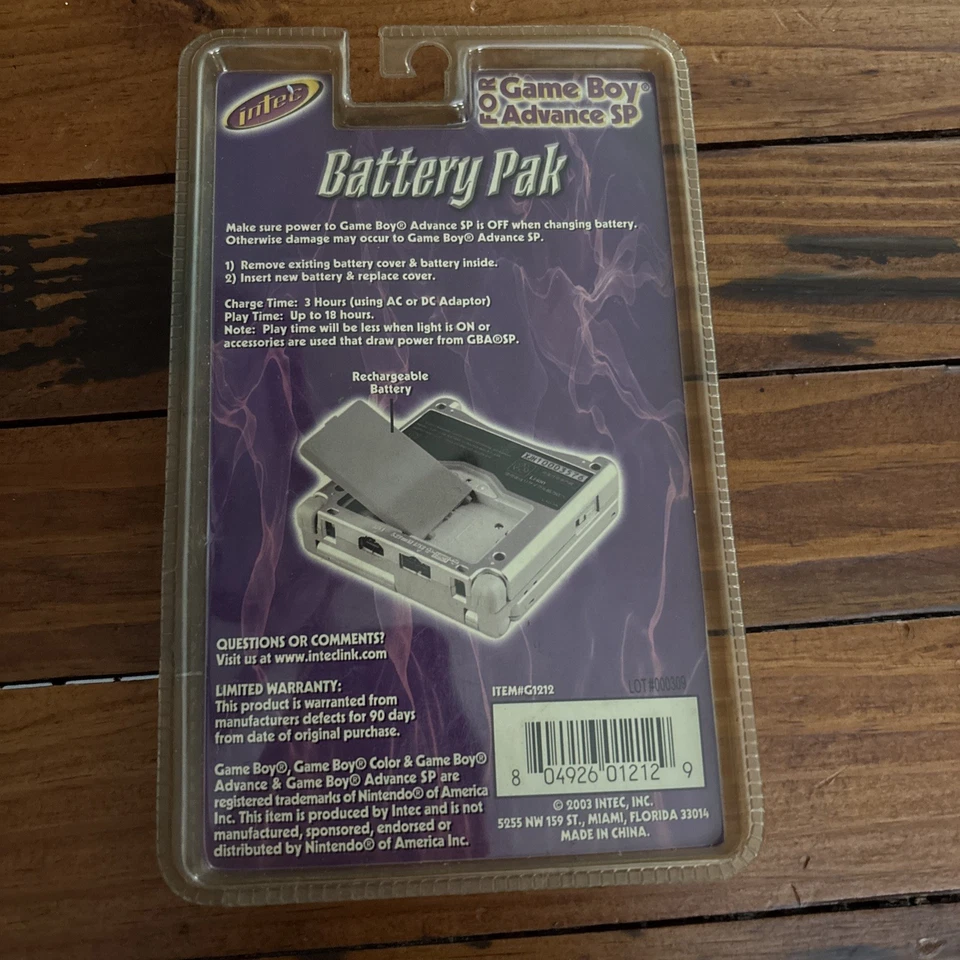 intec
FOR Game Boy®
Advance SP
Battery Pak
Make sure power to Game Boy® Advance SP is OFF when changing battery.
Otherwise damage may occur to Game Boy® Advance SP.
1) Remove existing battery cover & battery inside.
2) Insert new battery & replace cover.
Charge Time: 3 Hours (using AC or DC Adaptor)
Play Time: Up to 18 hours.
Note: Play time will be less when light is ON or
accessories are used that draw power from GBA®SP.
Rechargeable
Battery
QUESTIONS OR COMMENTS?
Visit us at www.inteclink.com
LIMITED WARRANTY:
This product is warranted from
manufacturers defects for 90 days
from date of original purchase.
Game Boy®, Game Boy® Color & Game Boy®
Advance & Game Boy® Advance SP are
registered trademarks of Nintendo® of America
Inc. This item is produced by Intec and is not
manufactured, sponsored, endorsed or
distributed by Nintendo® of America Inc.
ITEM#G1212
LOT#000309
8 04926 01212 9
© 2003 INTEC, INC.
5255 NW 159 ST., MIAMI, FLORIDA 33014
MADE IN CHINA.